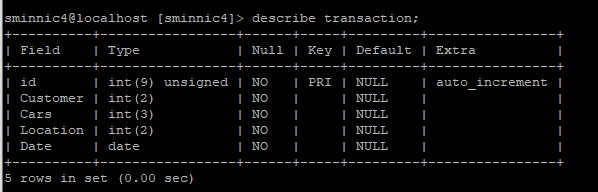 sminnic4@localhost [sminnic4]> describe transaction;
+----------+-----------------+------+-----+---------+----------------+
| Field    | Type            | Null | Key | Default | Extra          |
+----------+-----------------+------+-----+---------+----------------+
| id       | int(9) unsigned | NO   | PRI | NULL    | auto_increment |
| Customer | int(2)          | NO   |     | NULL    |                |
| Cars     | int(3)          | NO   |     | NULL    |                |
| Location | int(2)          | NO   |     | NULL    |                |
| Date     | date            | NO   |     | NULL    |                |
+----------+-----------------+------+-----+---------+----------------+
5 rows in set (0.00 sec)